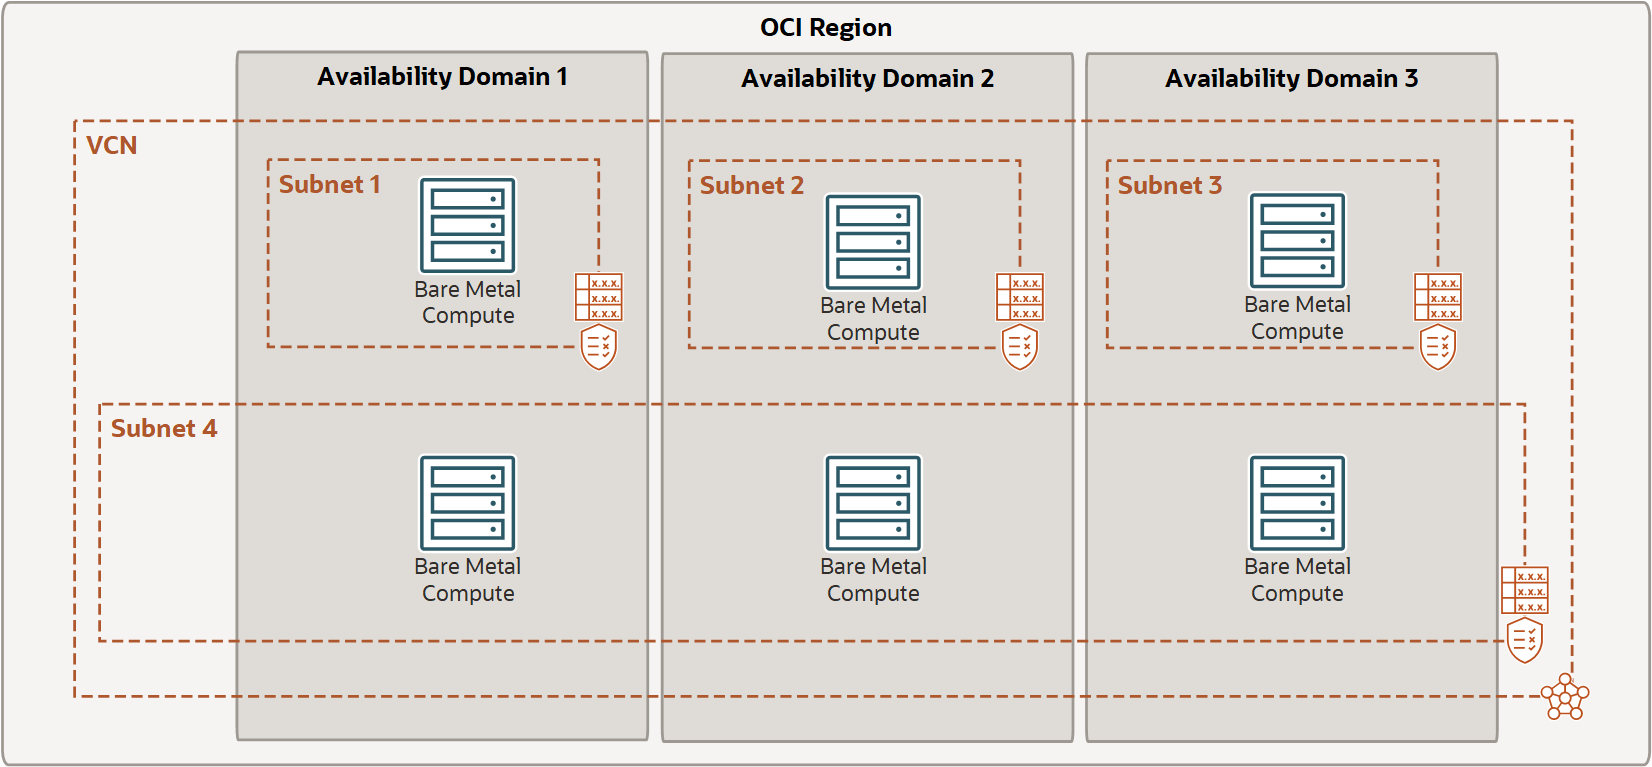 OCI Region
Availability Domain 1
Availability Domain 2
Availability Domain 3
VCN
Subnet 1
Bare Metal
Compute
x.x.x.
x.x.x.
x.x.x.
Subnet 2
Bare Metal
Compute
x.x.x.
x.x.x.
x.x.x.
Subnet 3
Bare Metal
Compute
x.x.x.
x.x.x.
x.x.x.
Subnet 4
Bare Metal
Compute
Bare Metal
Compute
Bare Metal
Compute
x.x.x.
x.x.x.
x.x.x.